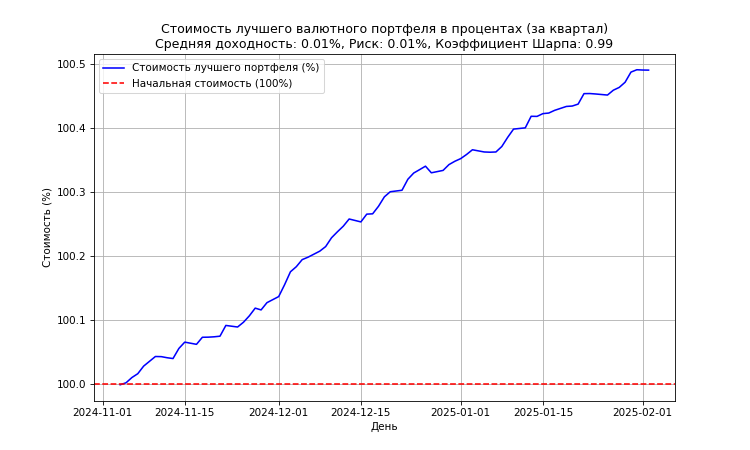 Стоимость лучшего валютного портфеля в процентах (за квартал)
Средняя доходность: 0.01%, Риск: 0.01%, Коэффициент Шарпа: 0.99
Стоимость лучшего портфеля (%)
Начальная стоимость (100%)
Стоимость (%)
100.5
100.4
100.3
100.2
100.1
100.0
2024-11-01
2024-11-15
2024-12-01
2024-12-15
2025-01-01
2025-01-15
2025-02-01
День